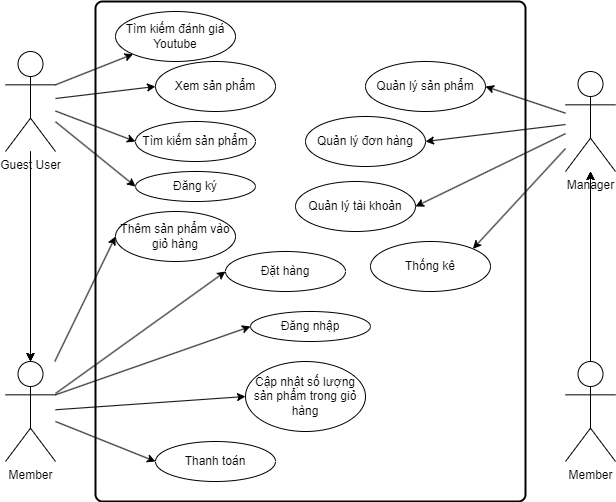 Tìm kiếm đánh giá
Youtube
Xem sản phẩm
Tìm kiếm sản phẩm
Đăng ký
Guest User
Quản lý sản phẩm
Quản lý đơn hàng
Quản lý tài khoản
Thống kê
Manager
Thêm sản phẩm vào
giỏ hàng
Đặt hàng
Đăng nhập
Cập nhật số lượng
sản phẩm trong giỏ
hàng
Thanh toán
Member
Member